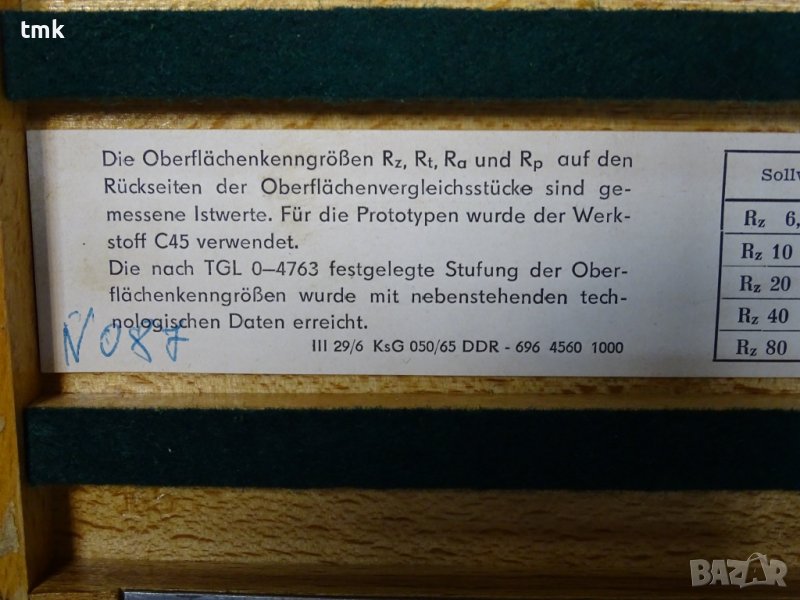 tmk
Die Oberflächenkenngrößen Rz, Rt, Ra und Rp auf den
Rückseiten der Oberflächenvergleichsstücke sind ge-
messene Istwerte. Für die Prototypen wurde der Werk-
stoff C45 verwendet.
Die nach TGL 0–4763 festgelegte Stufung der Ober-
flächenkenngrößen wurde mit nebenstehenden tech-
nologischen Daten erreicht.
N 087
III 29/6 KsG 050/65 DDR - 696 4560 1000
Sollw
Rz 6,
Rz 10
Rz 20
Rz 40
Rz 80
BAZAR